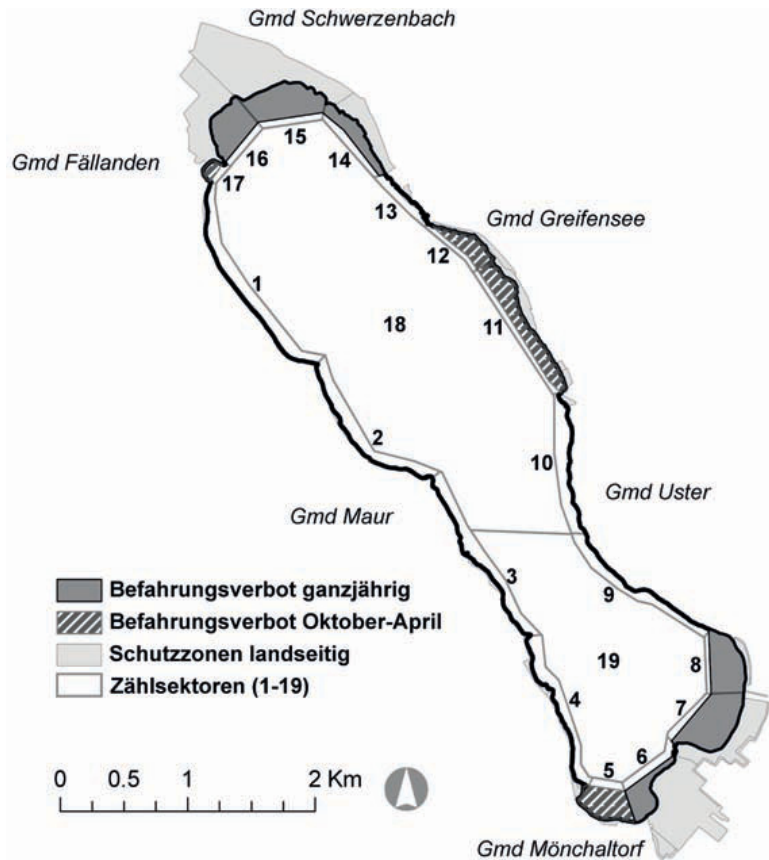 Gmd Schwerzenbach
15
16
14
Gmd Fällanden
17
13
Gmd Greifensee
12
1
18
11
2
10
Gmd Uster
Gmd Maur
3
9
Befahrungsverbot ganzjährig
Befahrungsverbot Oktober-April
Schutzzonen landseitig
Zählsektoren (1-19)
19
8
4
7
6
5
0 0.5 1 2 Km
Gmd Mönchaltorf